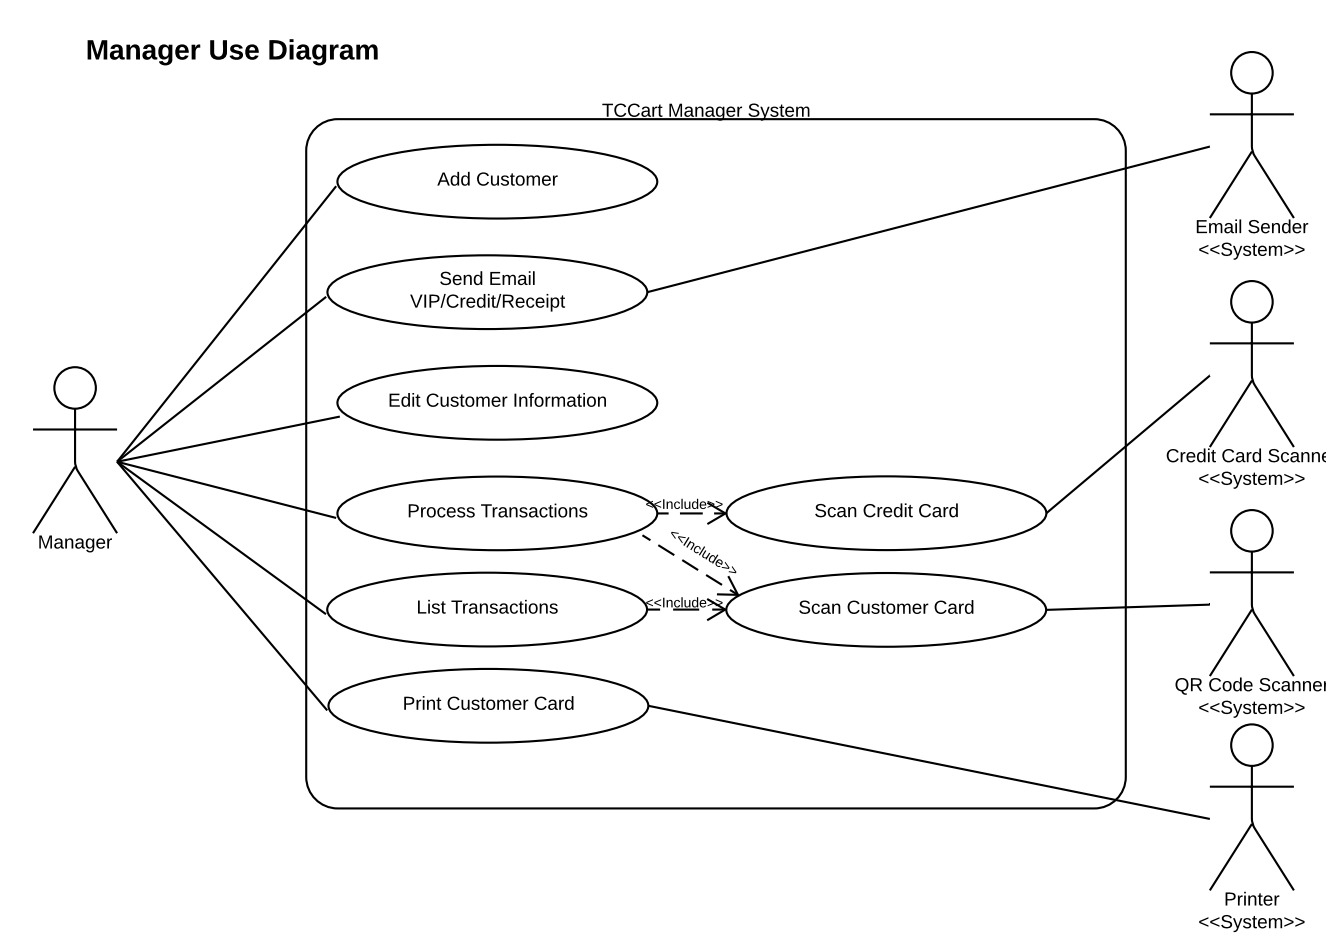 Manager Use Diagram
TCCart Manager System
Add Customer
Send Email
VIP/Credit/Receipt
Edit Customer Information
Process Transactions
<<Include>>
Scan Credit Card
<<Include>>
List Transactions
<<Include>>
Scan Customer Card
Print Customer Card
Manager
Email Sender
<<System>>
Credit Card Scanne
<<System>>
QR Code Scanner
<<System>>
Printer
<<System>>